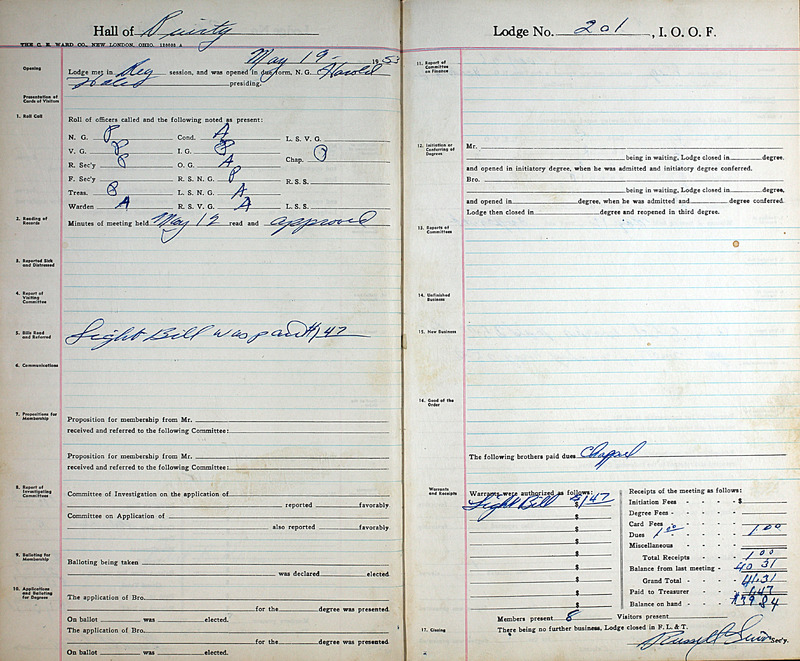 Hall of
THE C. E. WARD CO., NEW LONDON, OHIO.
May 19 - 1953
Opening
Lodge met in Reg session, and was opened in due form, N. G. Harold
presiding.
Presentation of Cards of Visitors
1. Roll Call
Roll of officers called and the following noted as present:
N. G. P Cond. A L. S. V. G.
V. G. P I. G. P Chap. P
R. Sec'y P O. G. A
F. Sec'y R. S. N. G. P R. S. S.
Treas. P L. S. N. G. A
Warden A R. S. V. G. A L. S. S.
2. Reading of Records
Minutes of meeting held May 12 read and approved
3. Reported Sick and Distressed
4. Report of Visiting Committee
5. Bills Read and Referred
Light Bill was paid $1.47
6. Communications
7. Propositions for Membership
Proposition for membership from Mr.
received and referred to the following Committee:
Proposition for membership from Mr.
received and referred to the following Committee:
8. Report of Investigating Committees
Committee of Investigation on the application of
reported favorably.
Committee on Application of
also reported favorably.
9. Balloting for Membership
Balloting being taken
was declared elected.
10. Applications and Balloting for Degrees
The application of Bro.
for the degree was presented.
On ballot was elected.
The application of Bro.
for the degree was presented.
On ballot was elected.
Lodge No. 201, I. O. O. F.
11. Report of Committee on Finance
12. Initiation or Conferring of Degrees
Mr.
being in waiting, Lodge closed in degree.
and opened in initiatory degree, when he was admitted and initiatory degree conferred.
Bro.
being in waiting, Lodge closed in degree,
and opened in degree, when he was admitted and degree conferred.
Lodge then closed in degree and reopened in third degree.
13. Reports of Committees
14. Unfinished Business
15. New Business
16. Good of the Order
The following brothers paid dues
Warrants and Receipts
Warrants were authorized as follows:
Light Bill $1.47
$
$
$
$
$
$
$
$
Receipts of the meeting as follows:
Initiation Fees - - - $
Degree Fees - - -
Card Fees - - -
Dues 1.00 - - - 1.00
Miscellaneous - - -
Total Receipts - - 1.00
Balance from last meeting - 40 31
Grand Total - - 41.31
Paid to Treasurer - - 1.47
Balance on hand - - $39 84
Members present 8 Visitors present
17. Closing
There being no further business, Lodge closed in F. L. & T.
Russell Sec'y.